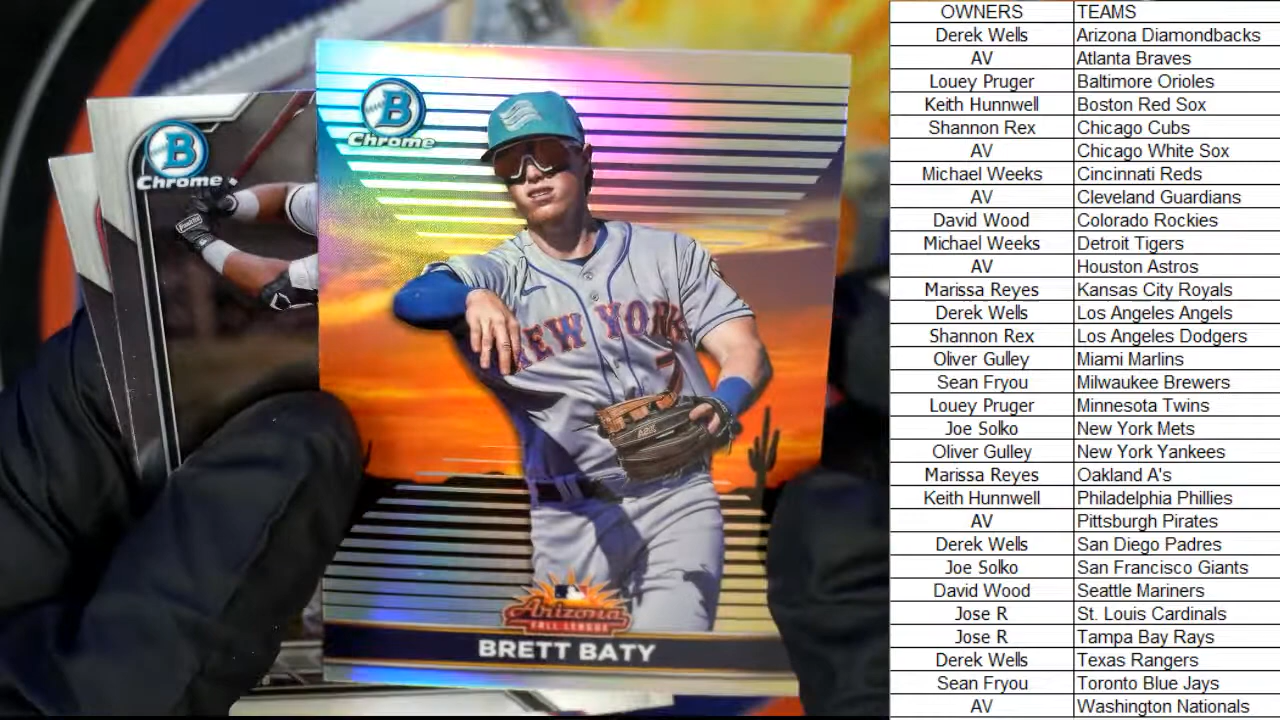 B
Chrome
B
Chrome
NEW YORK
7
Arizona
FALL LEAGUE
BRETT BATY
OWNERS TEAMS
Derek Wells Arizona Diamondbacks
AV Atlanta Braves
Louey Pruger Baltimore Orioles
Keith Hunnwell Boston Red Sox
Shannon Rex Chicago Cubs
AV Chicago White Sox
Michael Weeks Cincinnati Reds
AV Cleveland Guardians
David Wood Colorado Rockies
Michael Weeks Detroit Tigers
AV Houston Astros
Marissa Reyes Kansas City Royals
Derek Wells Los Angeles Angels
Shannon Rex Los Angeles Dodgers
Oliver Gulley Miami Marlins
Sean Fryou Milwaukee Brewers
Louey Pruger Minnesota Twins
Joe Solko New York Mets
Oliver Gulley New York Yankees
Marissa Reyes Oakland A's
Keith Hunnwell Philadelphia Phillies
AV Pittsburgh Pirates
Derek Wells San Diego Padres
Joe Solko San Francisco Giants
David Wood Seattle Mariners
Jose R St. Louis Cardinals
Jose R Tampa Bay Rays
Derek Wells Texas Rangers
Sean Fryou Toronto Blue Jays
AV Washington Nationals